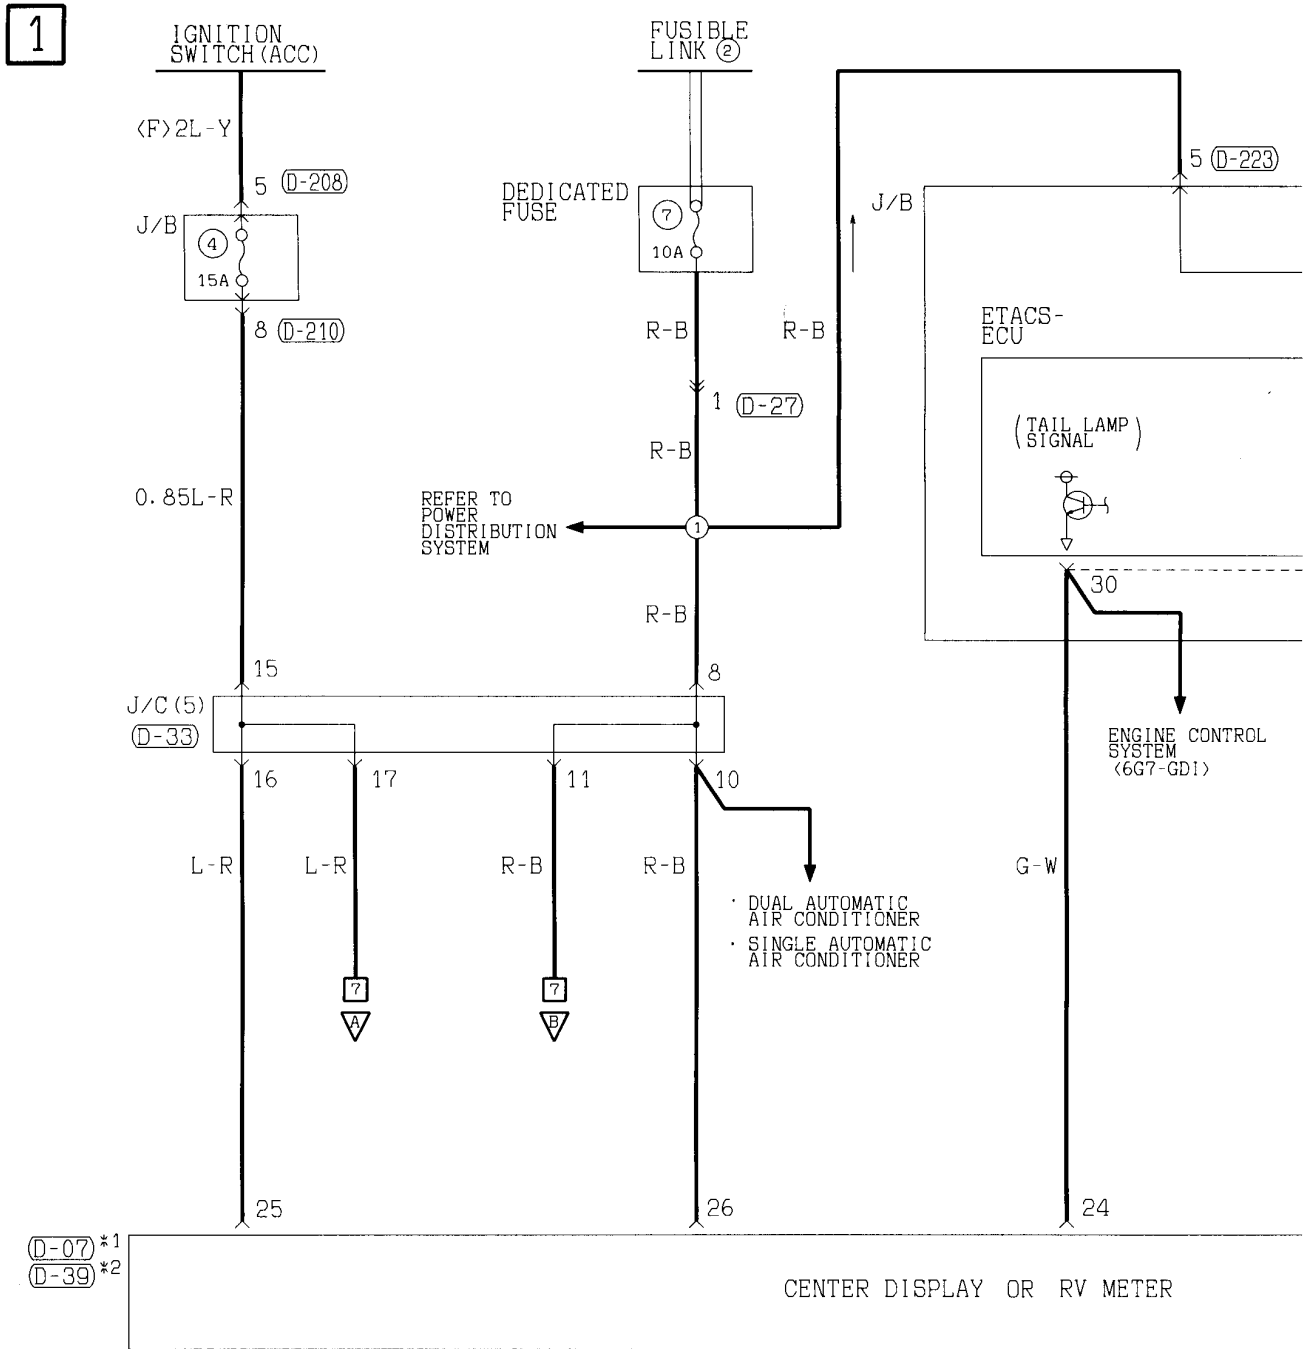 1
IGNITION
SWITCH(ACC)
FUSIBLE
LINK ②
<F>2L-Y
5 (D-208)
5 (D-223)
DEDICATED
FUSE
J/B
J/B
4
15A
7
10A
8 (D-210)
R-B
R-B
ETACS-
ECU
1 (D-27)
(TAIL LAMP
SIGNAL)
R-B
0.85L-R
REFER TO
POWER
DISTRIBUTION
SYSTEM
1
30
R-B
15
8
J/C(5)
(D-33)
ENGINE CONTROL
SYSTEM
<6G7-GDI>
16
17
11
10
L-R
L-R
R-B
R-B
G-W
· DUAL AUTOMATIC
AIR CONDITIONER
· SINGLE AUTOMATIC
AIR CONDITIONER
7
7
A
B
25
26
24
(D-07)*1
(D-39)*2
CENTER DISPLAY OR RV METER